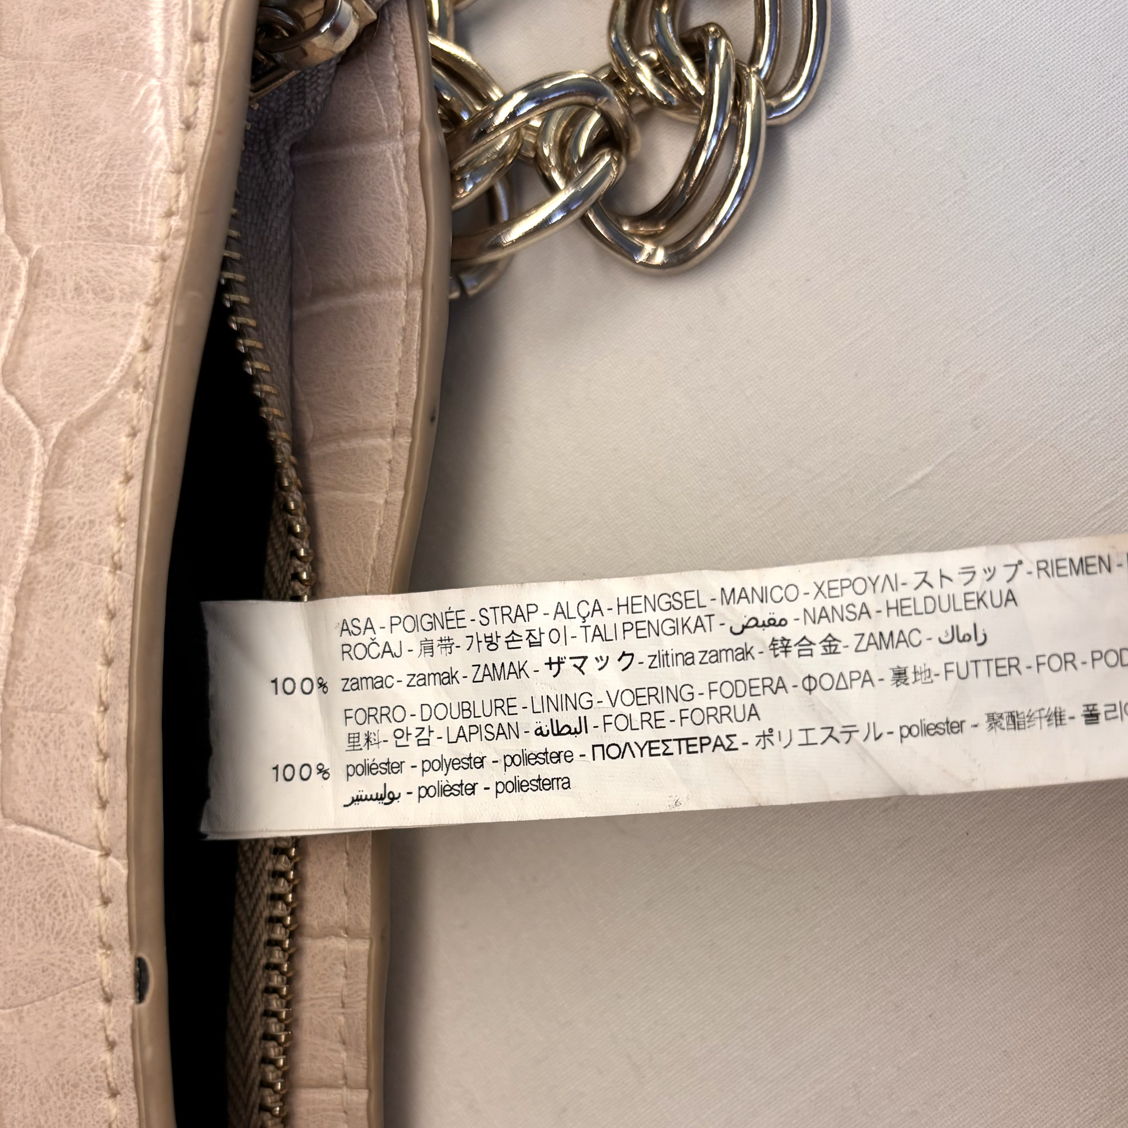 ASA - POIGNÉE - STRAP - ALÇA - HENGSEL - MANICO - ΧΕΡΟΥΛΙ - ストラップ - RIEMEN -
ROČAJ - 肩带 - 가방손잡이 - TALI PENGIKAT - مقبض - NANSA - HELDULEKUA
100% zamac - zamak - ZAMAK - ザマック - zlitina zamak - 锌合金 - ZAMAC - زاماك
FORRO - DOUBLURE - LINING - VOERING - FODERA - ΦΟΔΡΑ - 裏地 - FUTTER - FOR - POD
里料 - 안감 - LAPISAN - البطانة - FOLRE - FORRUA
100% poliéster - polyester - poliestere - ΠΟΛΥΕΣΤΕΡΑΣ - ポリエステル - poliester - 聚酯纤维 - 폴리
بوليستير - polièster - poliesterra